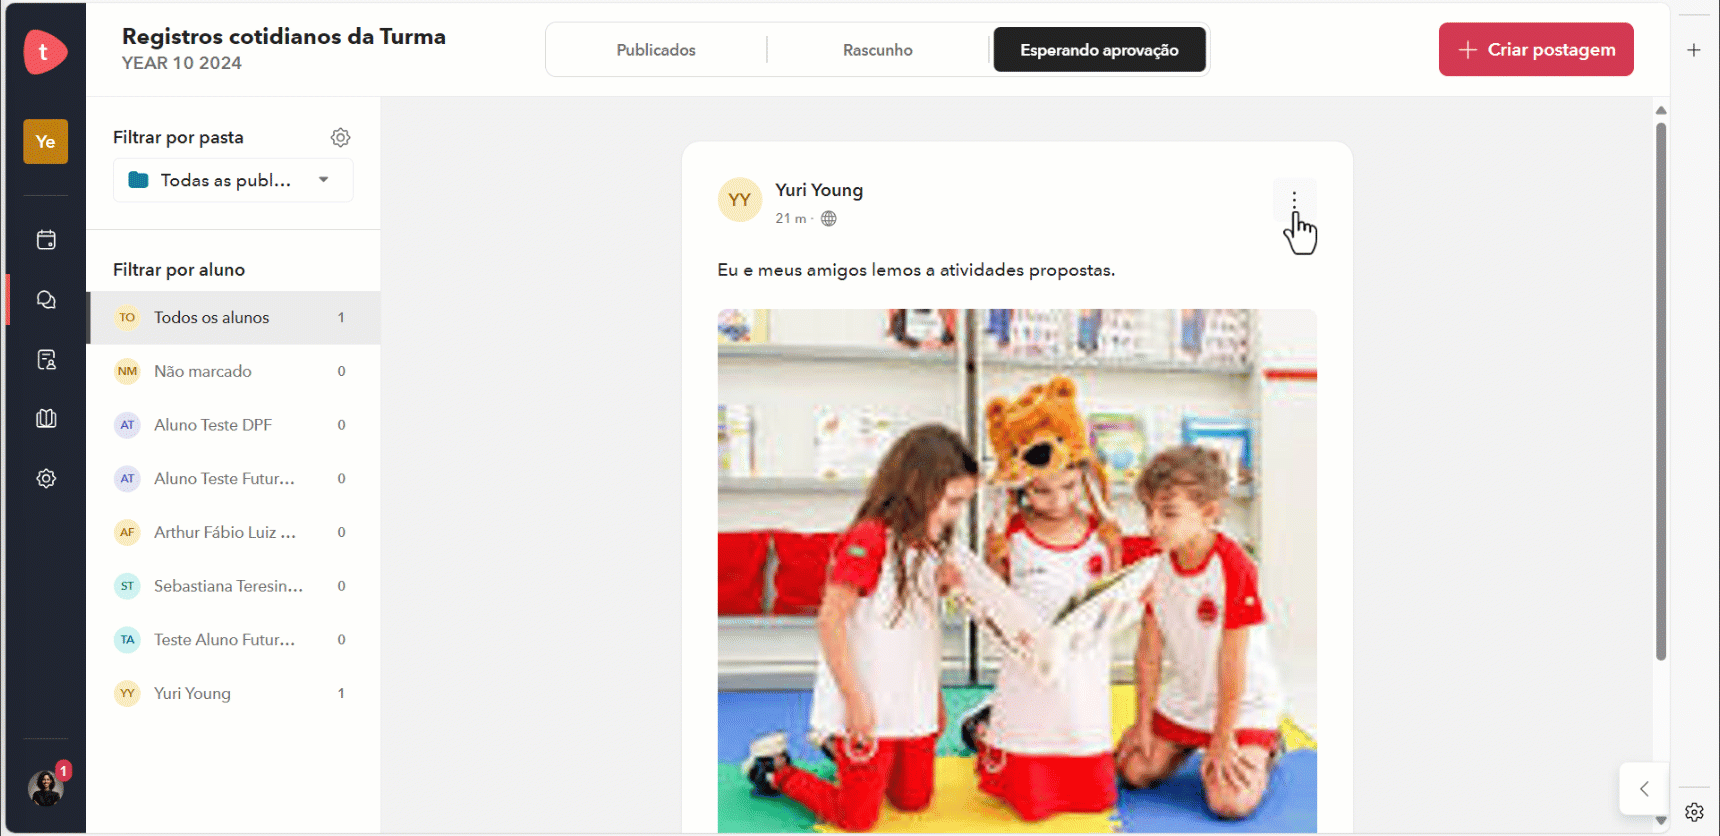 t
Registros cotidianos da Turma
YEAR 10 2024
Publicados
Rascunho
Esperando aprovação
Criar postagem
Ye
Filtrar por pasta
Todas as publ...
Filtrar por aluno
TO Todos os alunos 1
NM Não marcado 0
AT Aluno Teste DPF 0
AT Aluno Teste Futur... 0
AF Arthur Fábio Luiz ... 0
ST Sebastiana Teresin... 0
TA Teste Aluno Futur... 0
YY Yuri Young 1
1
YY
Yuri Young
21 m ·
Eu e meus amigos lemos a atividades propostas.